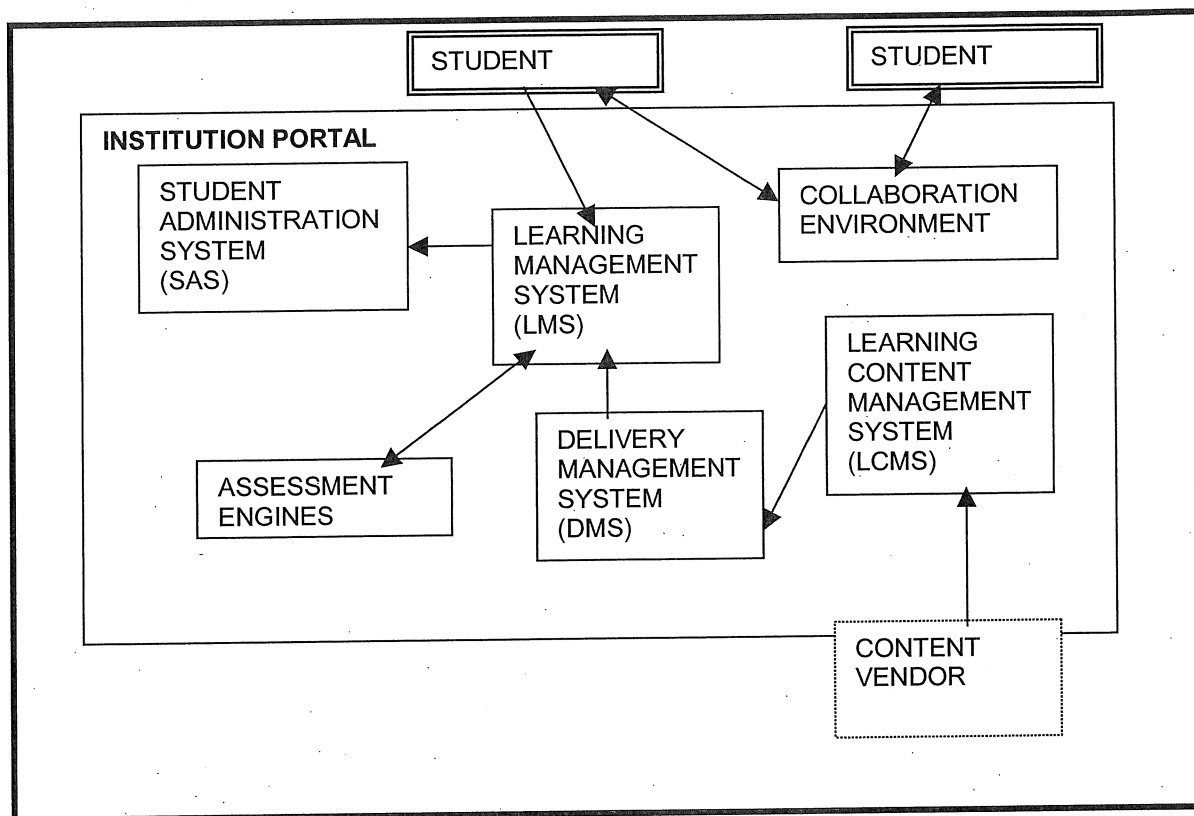 STUDENT
STUDENT
INSTITUTION PORTAL
STUDENT
ADMINISTRATION
SYSTEM
(SAS)
LEARNING
MANAGEMENT
SYSTEM
(LMS)
COLLABORATION
ENVIRONMENT
LEARNING
CONTENT
MANAGEMENT
SYSTEM
(LCMS)
DELIVERY
MANAGEMENT
SYSTEM
(DMS)
ASSESSMENT
ENGINES
CONTENT
VENDOR